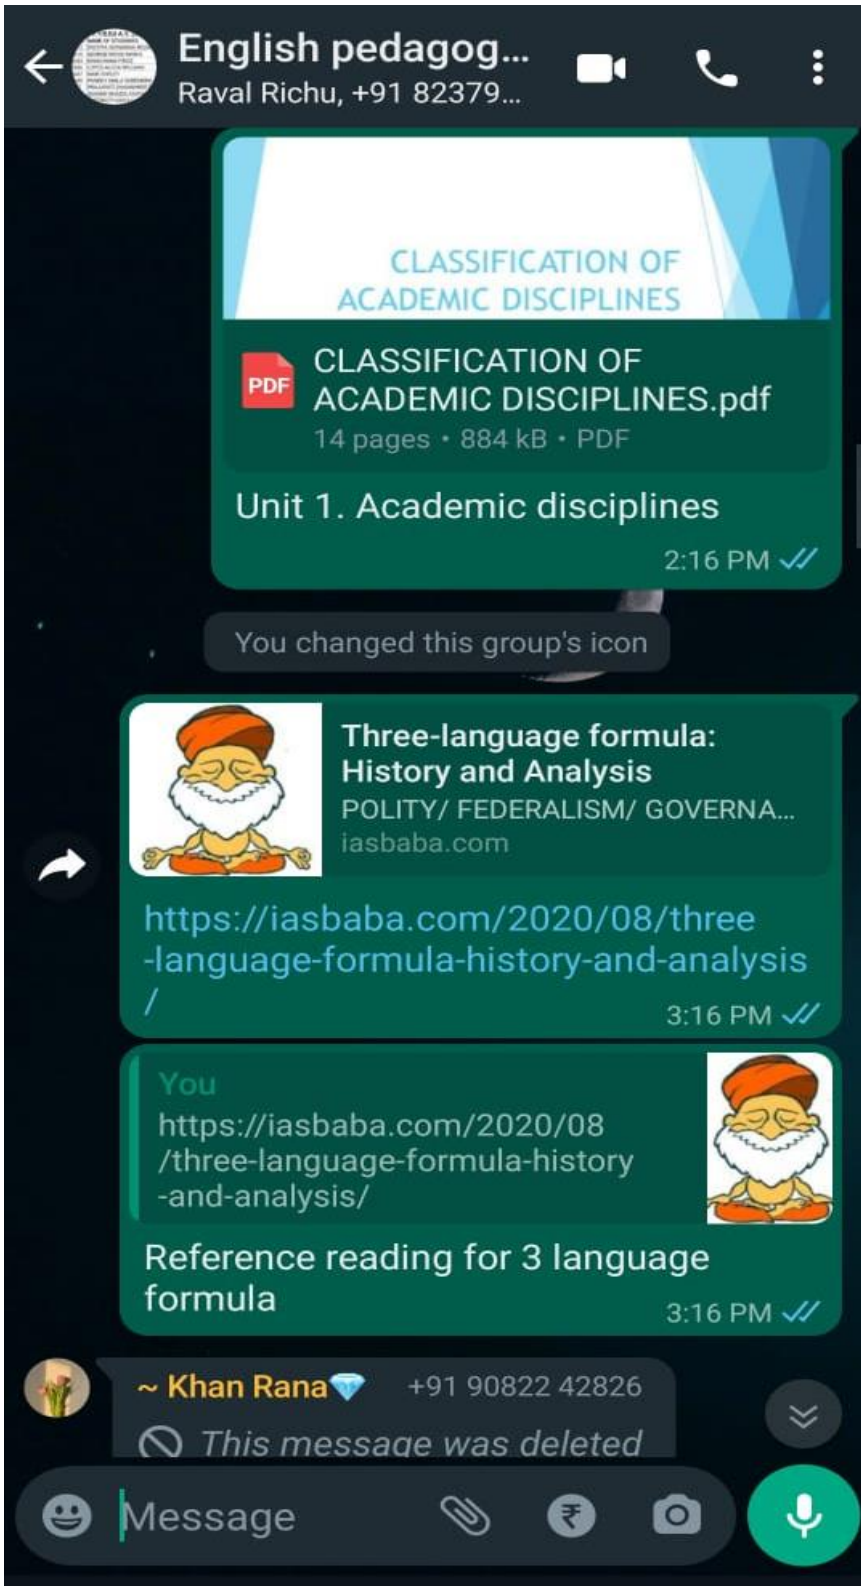 English pedagog...
Raval Richu, +91 82379...
CLASSIFICATION OF
ACADEMIC DISCIPLINES
PDF
CLASSIFICATION OF
ACADEMIC DISCIPLINES.pdf
14 pages • 884 kB • PDF
Unit 1. Academic disciplines
2:16 PM
You changed this group's icon
Three-language formula:
History and Analysis
POLITY/ FEDERALISM/ GOVERNA...
iasbaba.com
https://iasbaba.com/2020/08/three
-language-formula-history-and-analysis
/
3:16 PM
You
https://iasbaba.com/2020/08
/three-language-formula-history
-and-analysis/
Reference reading for 3 language
formula
3:16 PM
~ Khan Rana💎 +91 90822 42826
This message was deleted
Message
₹